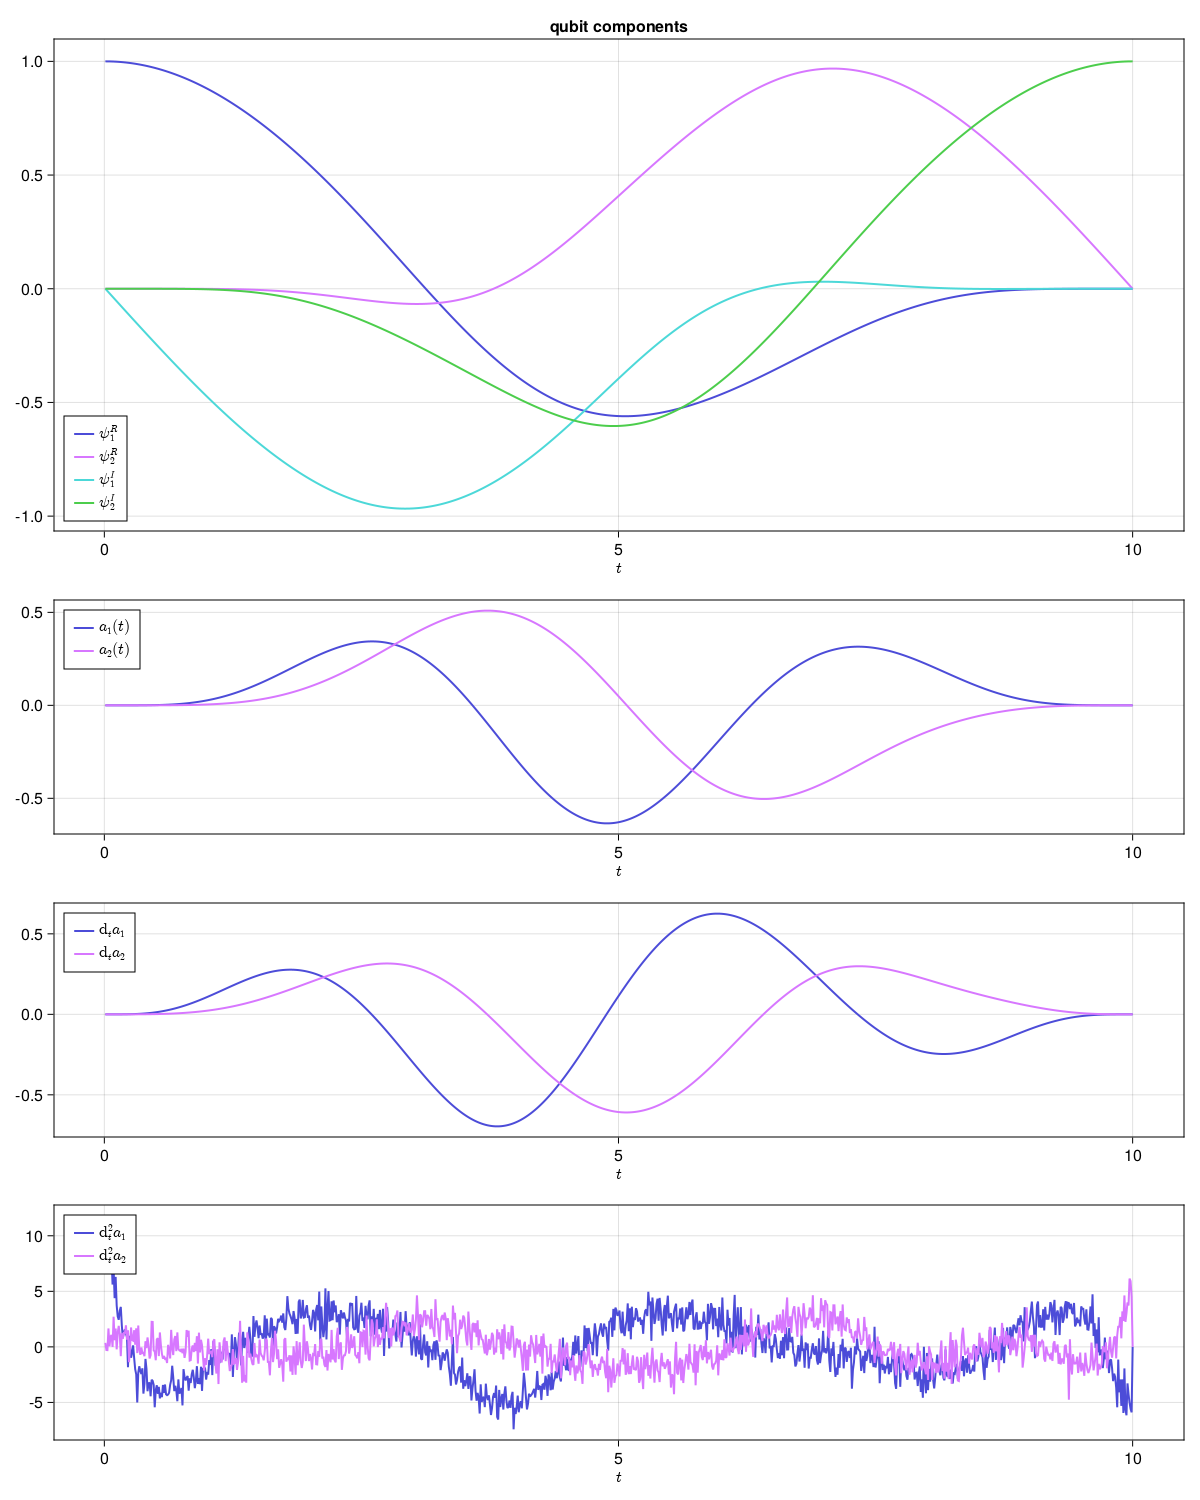 qubit components
1.0
0.5
0.0
-0.5
-1.0
ψ₁ᴿ
ψ₂ᴿ
ψ₁ᴵ
ψ₂ᴵ
0 5 10
t
0.5
0.0
-0.5
a₁(t)
a₂(t)
0 5 10
t
0.5
0.0
-0.5
dₜa₁
dₜa₂
0 5 10
t
10
5
0
-5
dₜ²a₁
dₜ²a₂
0 5 10
t